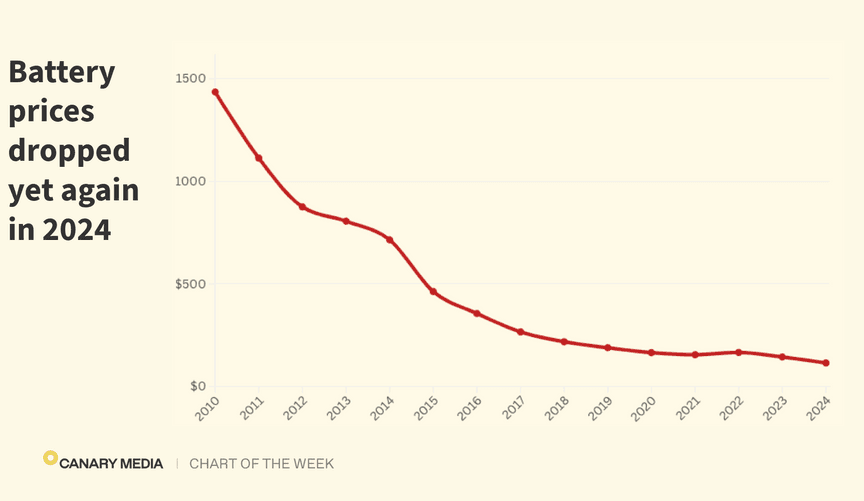 Battery
prices
dropped
yet again
in 2024
1500
1000
$500
$0
2010 2011 2012 2013 2014 2015 2016 2017 2018 2019 2020 2021 2022 2023 2024
CANARY MEDIA | CHART OF THE WEEK